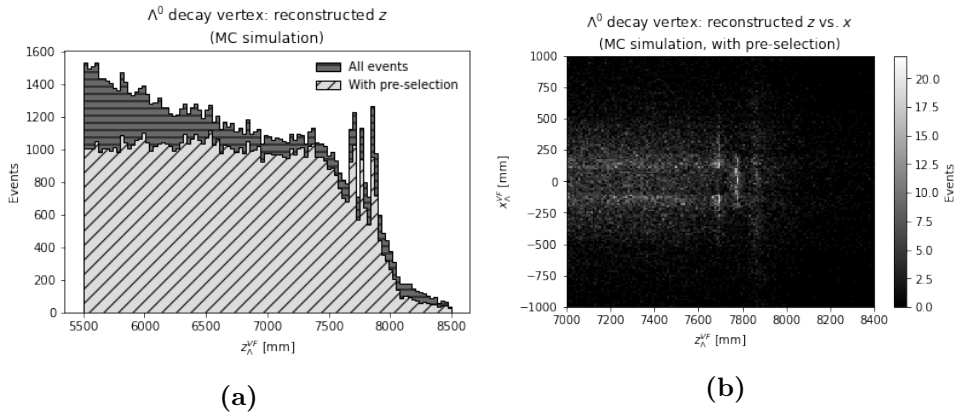 Λ⁰ decay vertex: reconstructed z
(MC simulation)
1600
1400
1200
1000
800
600
400
200
0
Events
All events
With pre-selection
5500 6000 6500 7000 7500 8000 8500
z_Λ^VF [mm]
(a)
Λ⁰ decay vertex: reconstructed z vs. x
(MC simulation, with pre-selection)
1000
750
500
250
0
−250
−500
−750
−1000
x_Λ^VF [mm]
7000 7200 7400 7600 7800 8000 8200 8400
z_Λ^VF [mm]
20.0
17.5
15.0
12.5
10.0
7.5
5.0
2.5
0.0
Events
(b)